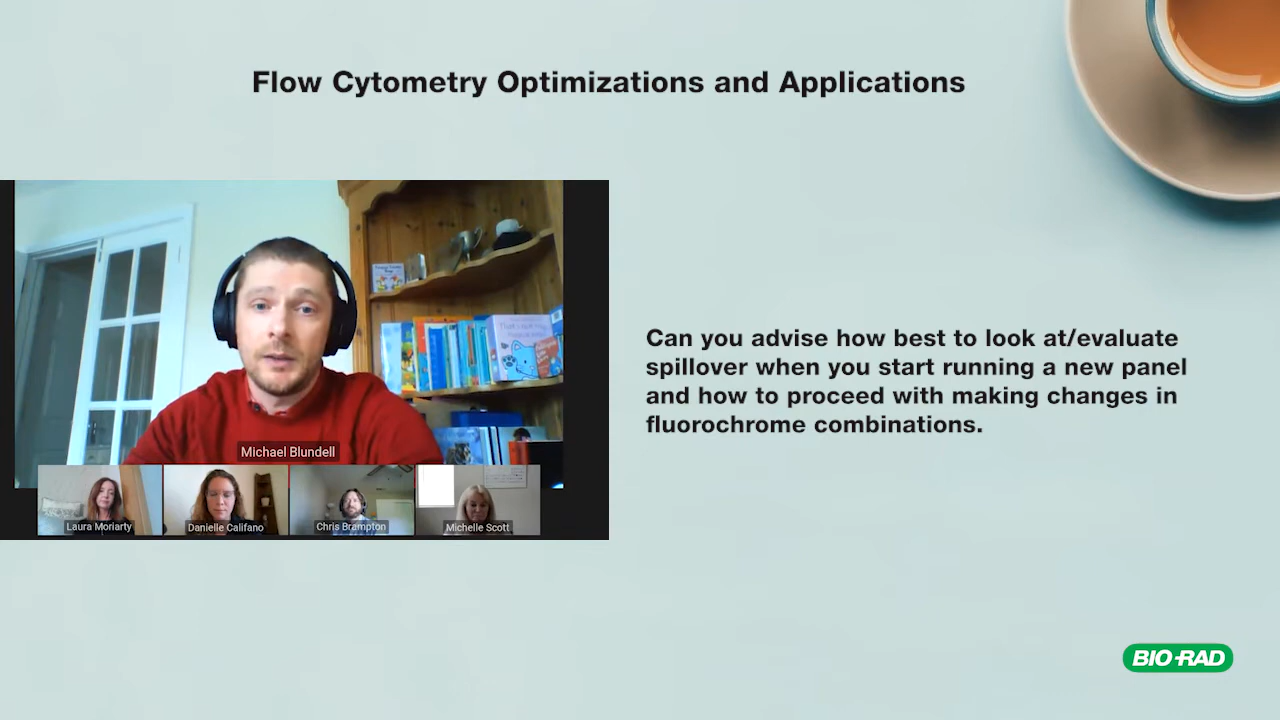 Flow Cytometry Optimizations and Applications
Michael Blundell
Laura Moriarty
Danielle Califano
Chris Brampton
Michelle Scott
Can you advise how best to look at/evaluate
spillover when you start running a new panel
and how to proceed with making changes in
fluorochrome combinations.
BIO-RAD